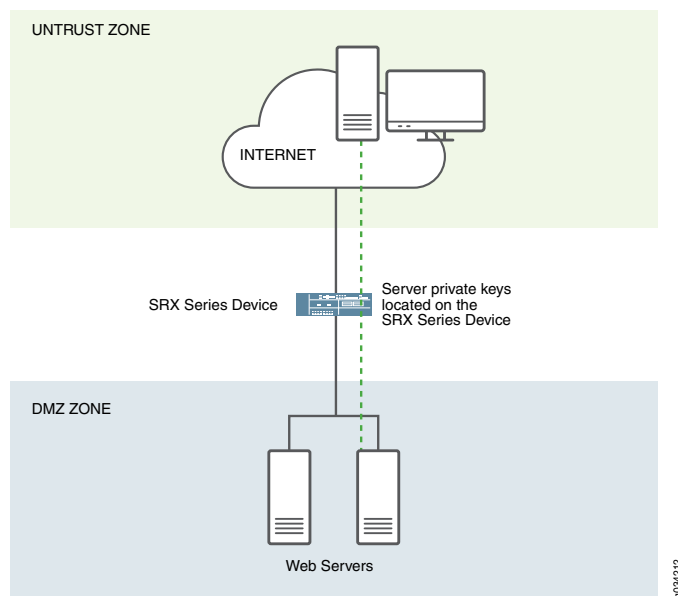 UNTRUST ZONE
INTERNET
SRX Series Device
Server private keys
located on the
SRX Series Device
DMZ ZONE
Web Servers